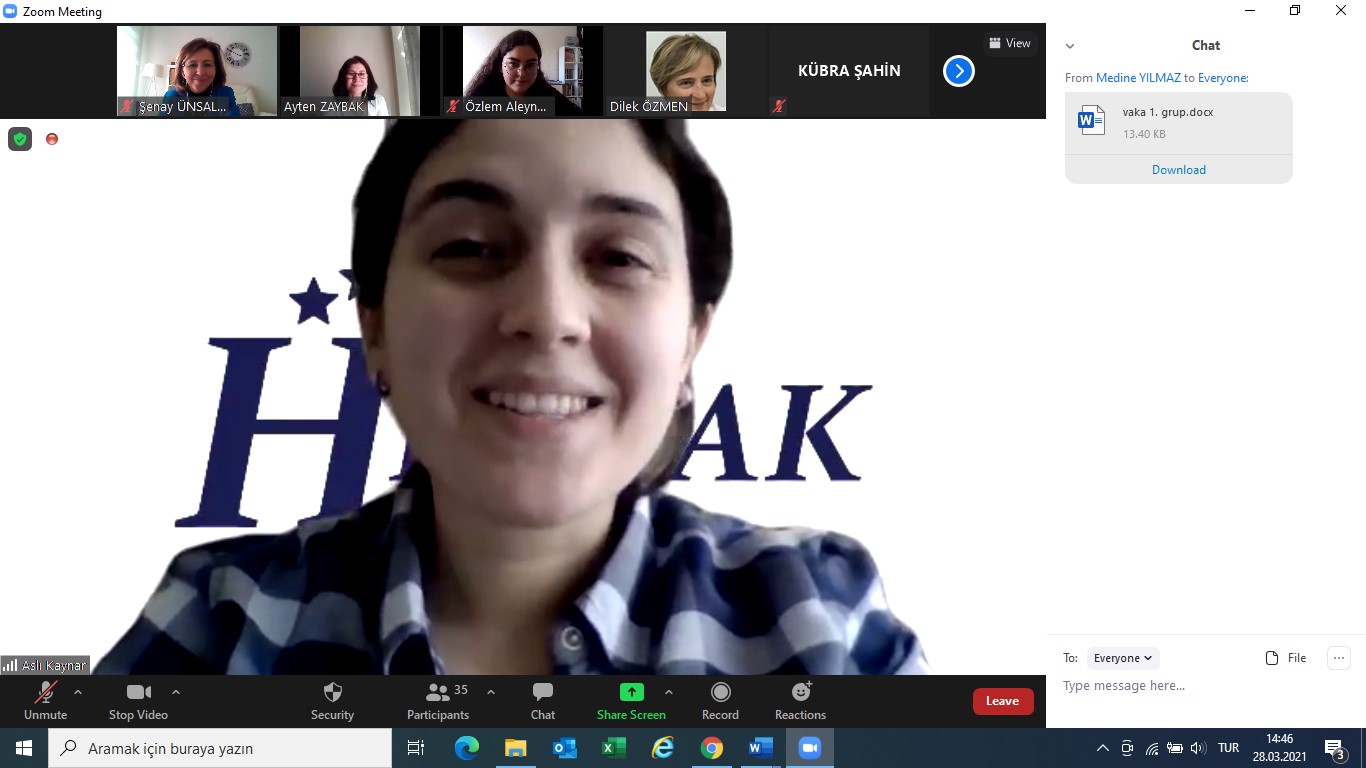 Zoom Meeting
View
Şenay ÜNSAL...
Ayten ZAYBAK
Özlem Aleyn...
Dilek ÖZMEN
KÜBRA ŞAHİN
H
AK
Aslı Kaynar
Chat
From Medine YILMAZ to Everyone:
vaka 1. grup.docx
13.40 KB
Download
To: Everyone
File
Type message here...
Unmute
Stop Video
Security
Participants
35
Chat
Share Screen
Record
Reactions
Leave
Aramak için buraya yazın
TUR
14:46
28.03.2021
3